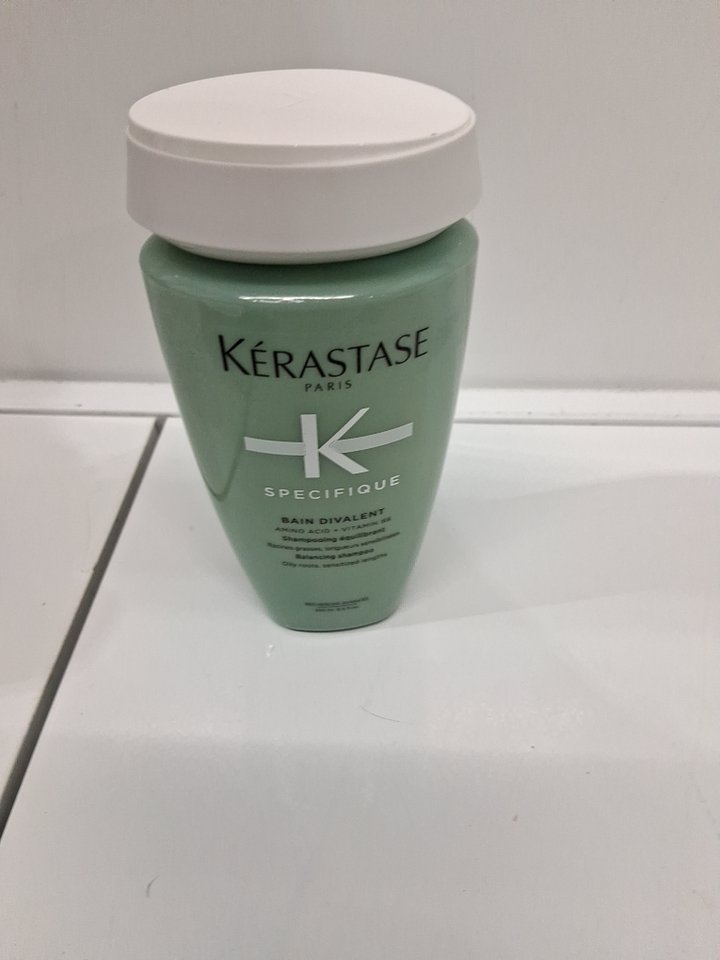 KÉRASTASE
PARIS
K
SPECIFIQUE
BAIN DIVALENT
AMINO ACID + VITAMIN B6
Shampooing équilibrant
Racines grasses, longueurs sensibilisées
Balancing shampoo
Oily roots, sensitized lengths